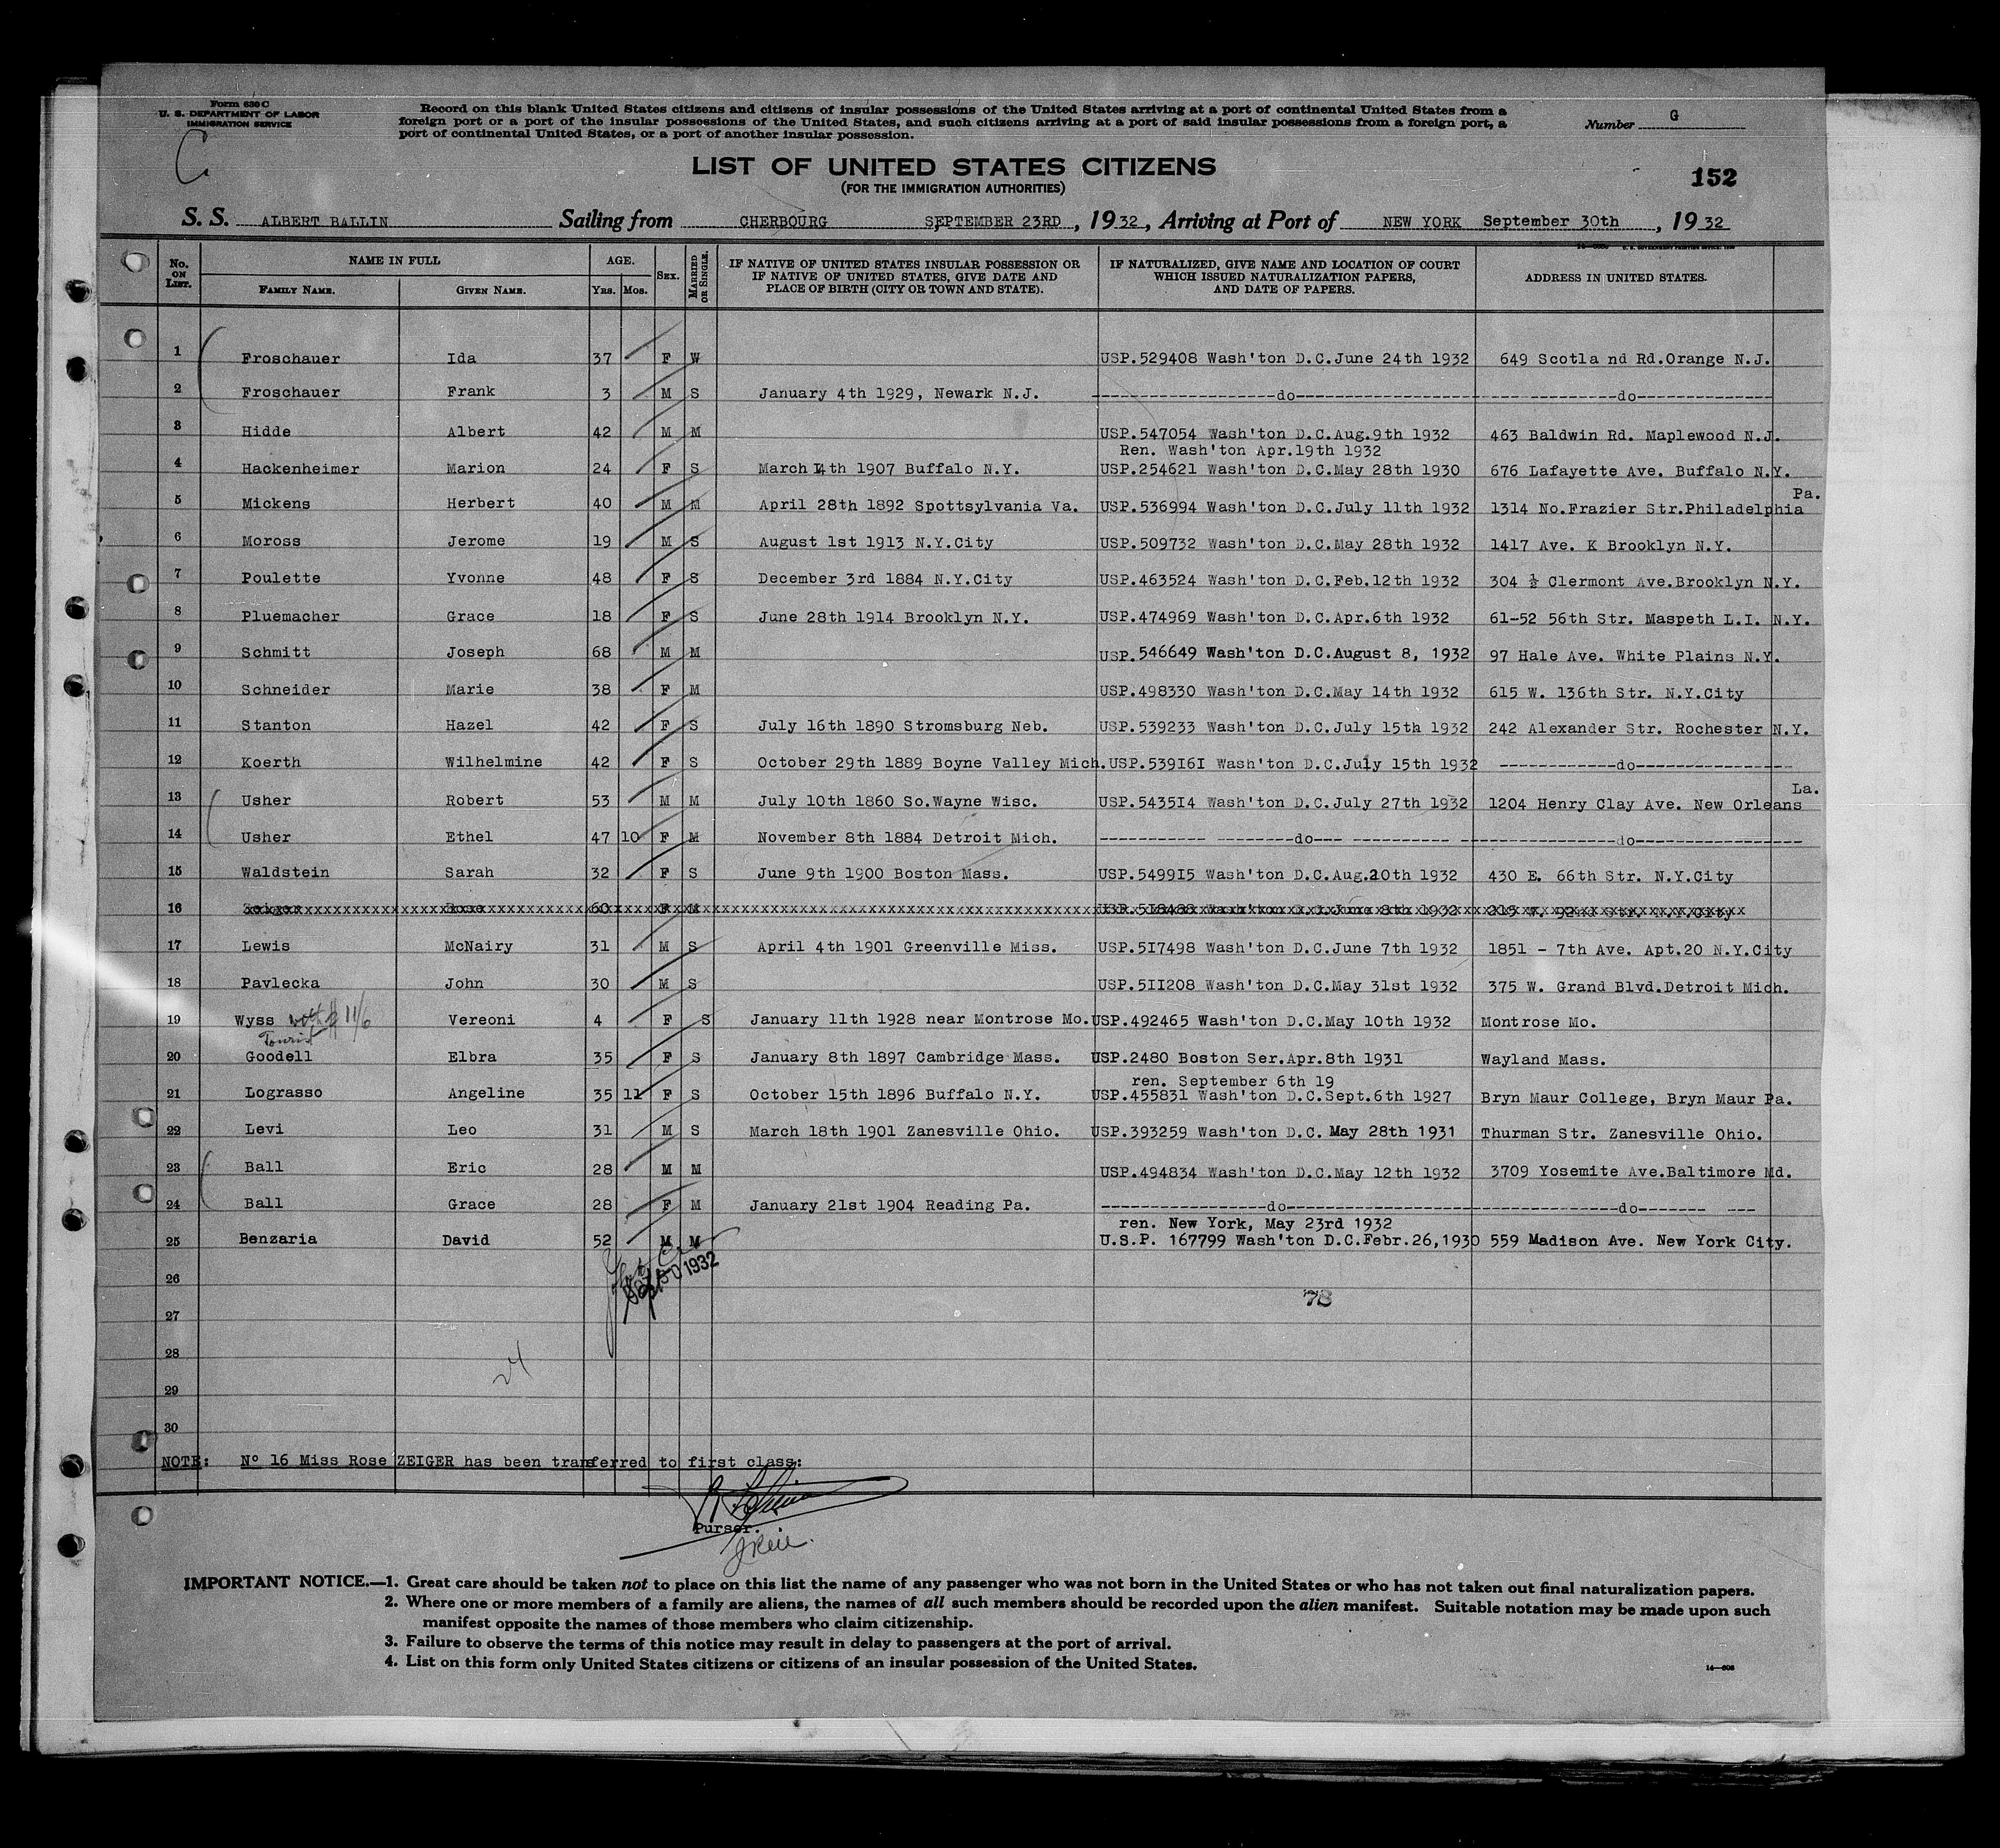 Form 630 C
U. S. DEPARTMENT OF LABOR
IMMIGRATION SERVICE
C
Record on this blank United States citizens and citizens of insular possessions of the United States arriving at a port of continental United States from a
foreign port or a port of the insular possessions of the United States, and such citizens arriving at a port of said insular possessions from a foreign port, a
port of continental United States, or a port of another insular possession.
Number G
LIST OF UNITED STATES CITIZENS
(FOR THE IMMIGRATION AUTHORITIES)
152
S. S. ALBERT BALLIN Sailing from CHERBOURG SEPTEMBER 23RD, 1932, Arriving at Port of NEW YORK September 30th, 1932
No. ON LIST. NAME IN FULL FAMILY NAME. GIVEN NAME. AGE. YRS. MOS. SEX. MARRIED OR SINGLE. IF NATIVE OF UNITED STATES INSULAR POSSESSION OR IF NATIVE OF UNITED STATES, GIVE DATE AND PLACE OF BIRTH (CITY OR TOWN AND STATE). IF NATURALIZED, GIVE NAME AND LOCATION OF COURT WHICH ISSUED NATURALIZATION PAPERS, AND DATE OF PAPERS. ADDRESS IN UNITED STATES.
1 Froschauer Ida 37 F W USP.529408 Wash'ton D.C.June 24th 1932 649 Scotla nd Rd.Orange N.J.
2 Froschauer Frank 3 M S January 4th 1929, Newark N.J. ----do---- ----do----
3 Hidde Albert 42 M M USP.547054 Wash'ton D.C.Aug.9th 1932 463 Baldwin Rd. Maplewood N.J.
Ren. Wash'ton Apr.19th 1932
4 Hackenheimer Marion 24 F S March 4th 1907 Buffalo N.Y. USP.254621 Wash'ton D.C.May 28th 1930 676 Lafayette Ave. Buffalo N.Y.
Pa.
5 Mickens Herbert 40 M M April 28th 1892 Spottsylvania Va. USP.536994 Wash'ton D.C.July 11th 1932 1314 No.Frazier Str.Philadelphia
6 Moross Jerome 19 M S August 1st 1913 N.Y.City USP.509732 Wash'ton D.C.May 28th 1932 1417 Ave. K Brooklyn N.Y.
7 Poulette Yvonne 48 F S December 3rd 1884 N.Y.City USP.463524 Wash'ton D.C.Feb.12th 1932 304 ½ Clermont Ave.Brooklyn N.Y.
8 Pluemacher Grace 18 F S June 28th 1914 Brooklyn N.Y. USP.474969 Wash'ton D.C.Apr.6th 1932 61-52 56th Str. Maspeth L.I. N.Y.
9 Schmitt Joseph 68 M M USP.546649 Wash'ton D.C.August 8, 1932 97 Hale Ave. White Plains N.Y.
10 Schneider Marie 38 F M USP.498330 Wash'ton D.C.May 14th 1932 615 W. 136th Str. N.Y.City
11 Stanton Hazel 42 F S July 16th 1890 Stromsburg Neb. USP.539233 Wash'ton D.C.July 15th 1932 242 Alexander Str. Rochester N.Y.
12 Koerth Wilhelmine 42 F S October 29th 1889 Boyne Valley Mich. USP.539I6I Wash'ton D.C.July 15th 1932 ----do----
La.
13 Usher Robert 53 M M July 10th 1860 So.Wayne Wisc. USP.5435I4 Wash'ton D.C.July 27th 1932 1204 Henry Clay Ave. New Orleans
14 Usher Ethel 47 10 F M November 8th 1884 Detroit Mich. ----do---- ----do----
15 Waldstein Sarah 32 F S June 9th 1900 Boston Mass. USP.5499I5 Wash'ton D.C.Aug.20th 1932 430 E. 66th Str. N.Y.City
16 Zeiger Rose 60 F M USP.5I8488 Wash'ton D.C.June 8th 1932 215 W. 92nd Str. N.Y.City
17 Lewis McNairy 31 M S April 4th 1901 Greenville Miss. USP.5I7498 Wash'ton D.C.June 7th 1932 1851 - 7th Ave. Apt.20 N.Y.City
18 Pavlecka John 30 M S USP.5II208 Wash'ton D.C.May 31st 1932 375 W. Grand Blvd.Detroit Mich.
19 Wyss 11/6 Vereoni 4 F S January 11th 1928 near Montrose Mo. USP.492465 Wash'ton D.C.May 10th 1932 Montrose Mo.
Tourist
20 Goodell Elbra 35 F S January 8th 1897 Cambridge Mass. USP.2480 Boston Ser.Apr.8th 1931 Wayland Mass.
ren. September 6th 19
21 Lograsso Angeline 35 11 F S October 15th 1896 Buffalo N.Y. USP.455831 Wash'ton D.C.Sept.6th 1927 Bryn Maur College, Bryn Maur Pa.
22 Levi Leo 31 M S March 18th 1901 Zanesville Ohio. USP.393259 Wash'ton D.C. May 28th 1931 Thurman Str. Zanesville Ohio.
23 Ball Eric 28 M M USP.494834 Wash'ton D.C.May 12th 1932 3709 Yosemite Ave.Baltimore Md.
24 Ball Grace 28 F M January 21st 1904 Reading Pa. ----do---- ----do----
ren. New York, May 23rd 1932
25 Benzaria David 52 M M U.S.P. 167799 Wash'ton D.C.Febr.26,1930 559 Madison Ave. New York City.
26
1932
78
27
28
24
29
30
NOTE: Nº 16 Miss Rose ZEIGER has been transferred to first class:
Purser.
IMPORTANT NOTICE.—1. Great care should be taken not to place on this list the name of any passenger who was not born in the United States or who has not taken out final naturalization papers.
2. Where one or more members of a family are aliens, the names of all such members should be recorded upon the alien manifest. Suitable notation may be made upon such
manifest opposite the names of those members who claim citizenship.
3. Failure to observe the terms of this notice may result in delay to passengers at the port of arrival.
4. List on this form only United States citizens or citizens of an insular possession of the United States.